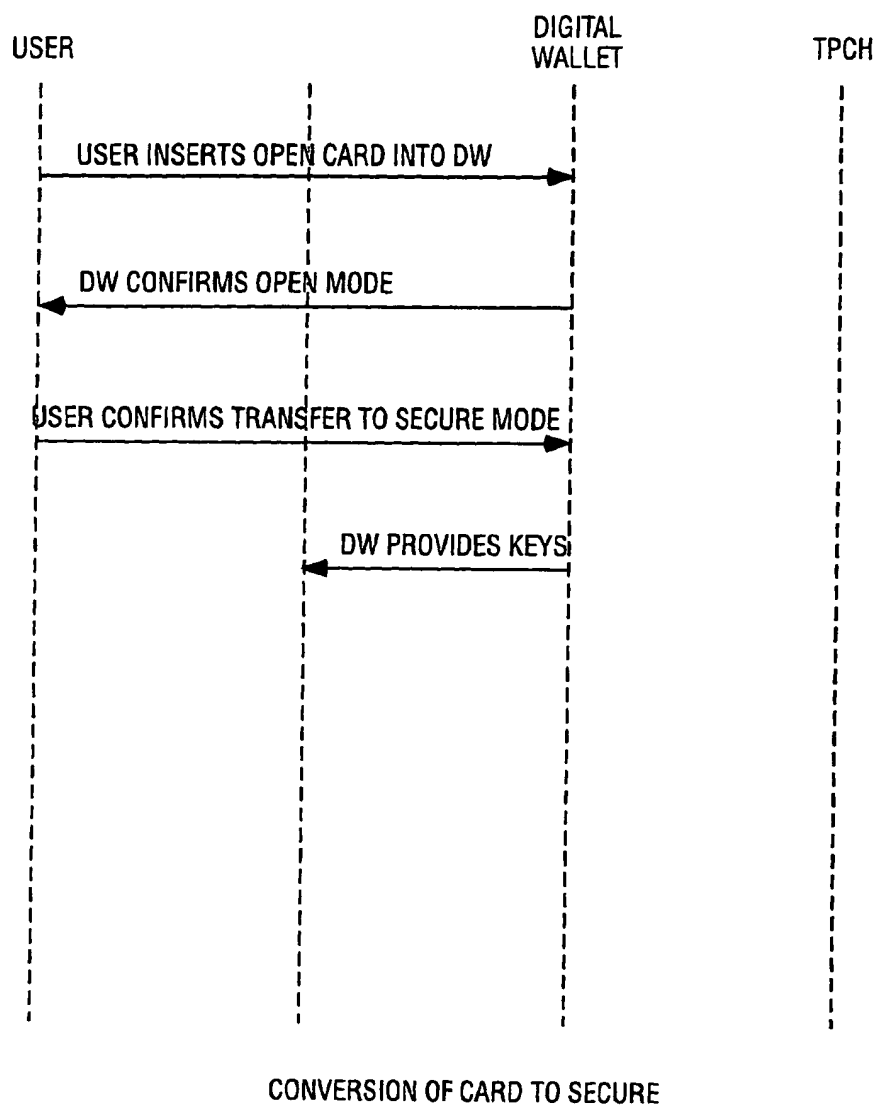 USER
DIGITAL
WALLET
TPCH
USER INSERTS OPEN CARD INTO DW
DW CONFIRMS OPEN MODE
USER CONFIRMS TRANSFER TO SECURE MODE
DW PROVIDES KEYS
CONVERSION OF CARD TO SECURE